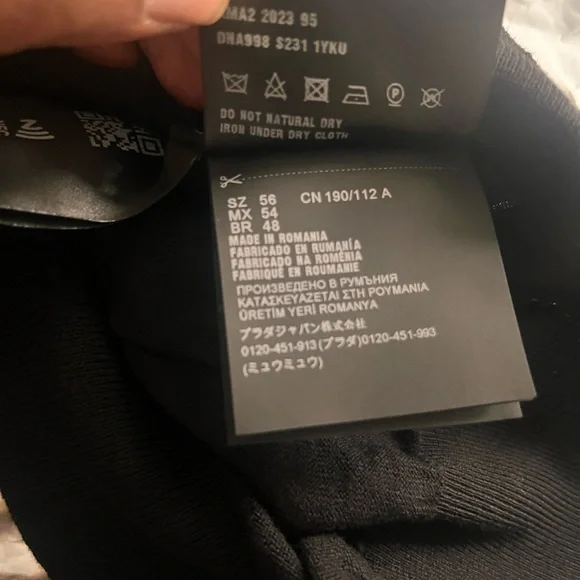 2023 95
DNA998 S231 1YKU
DO NOT NATURAL DRY
IRON UNDER DRY CLOTH
SZ 56 CN 190/112 A
MX 54
BR 48
MADE IN ROMANIA
FABRICADO EN RUMANÍA
FABRICADO NA ROMÊNIA
FABRIQUÉ EN ROUMANIE
ПРОИЗВЕДЕНО В РУМЪНИЯ
ΚΑΤΑΣΚΕΥΑΖΕΤΑΙ ΣΤΗ ΡΟΥΜΑΝΙΑ
ÜRETİM YERİ ROMANYA
プラダジャパン株式会社
0120-451-913(プラダ)0120-451-993
(ミュウミュウ)